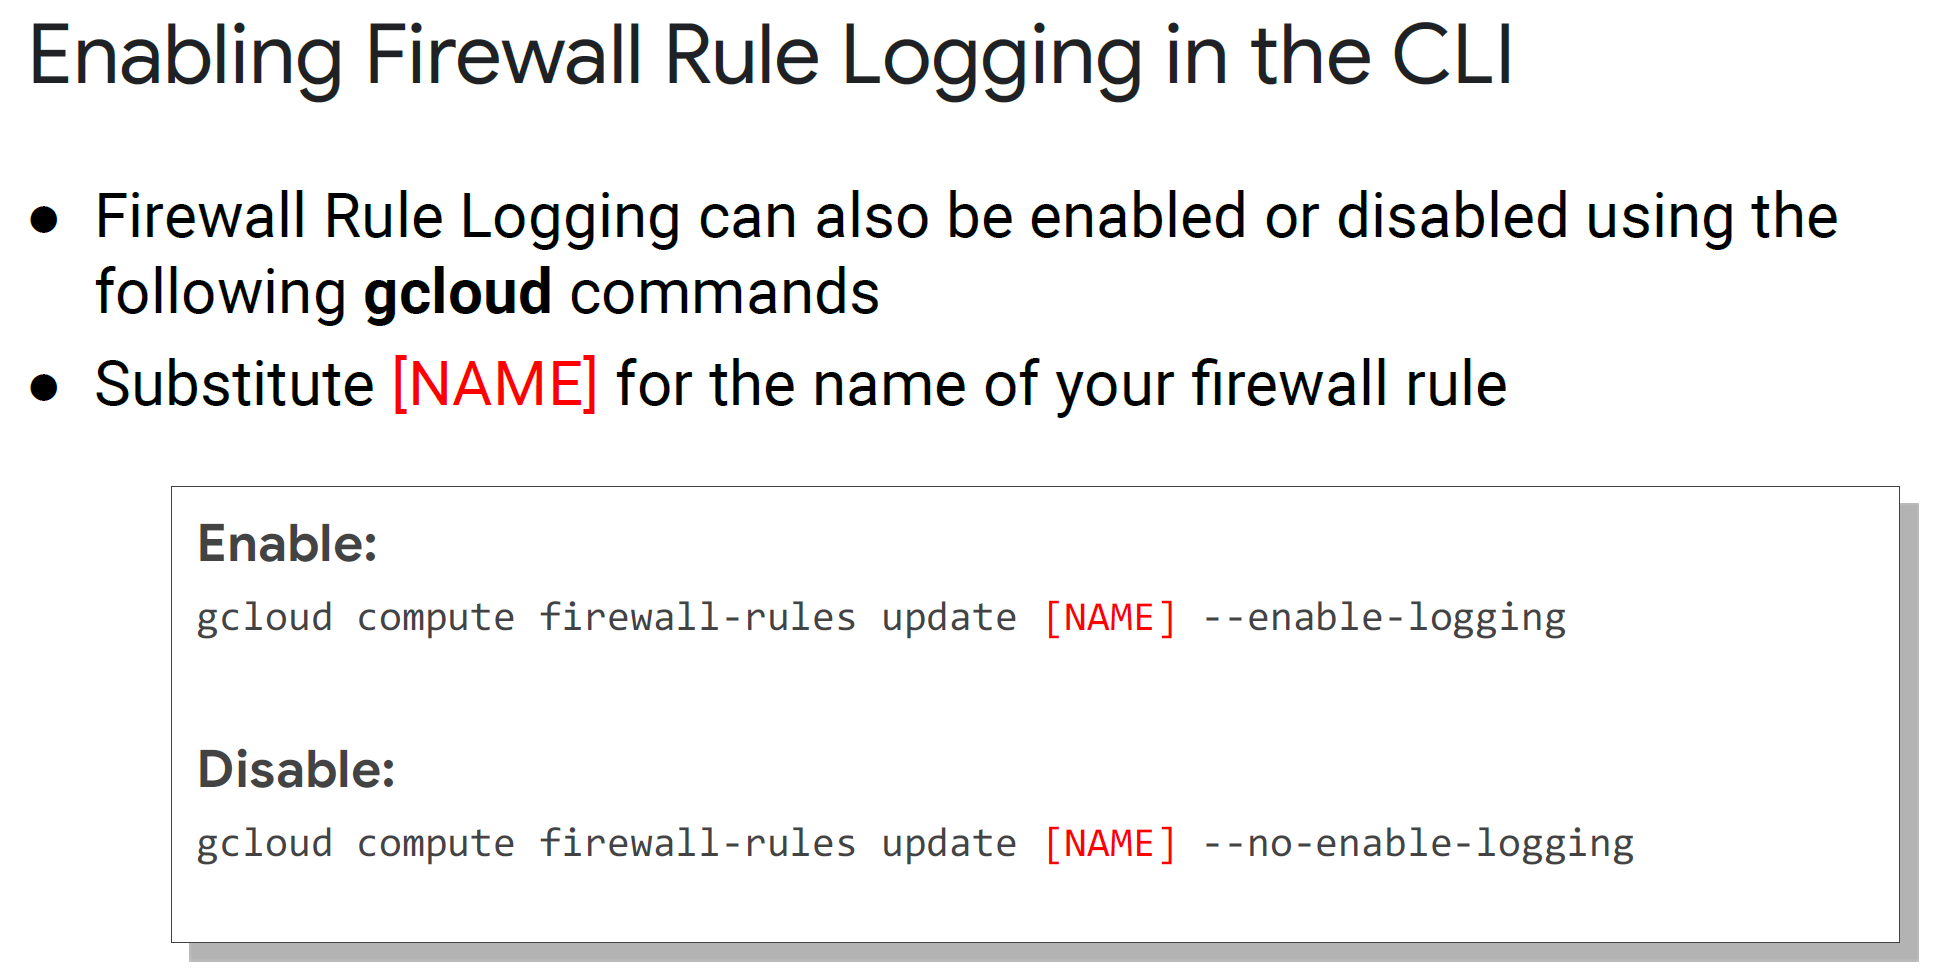 Enabling Firewall Rule Logging in the CLI
● Firewall Rule Logging can also be enabled or disabled using the
following gcloud commands
● Substitute [NAME] for the name of your firewall rule
Enable:
gcloud compute firewall-rules update [NAME] --enable-logging
Disable:
gcloud compute firewall-rules update [NAME] --no-enable-logging